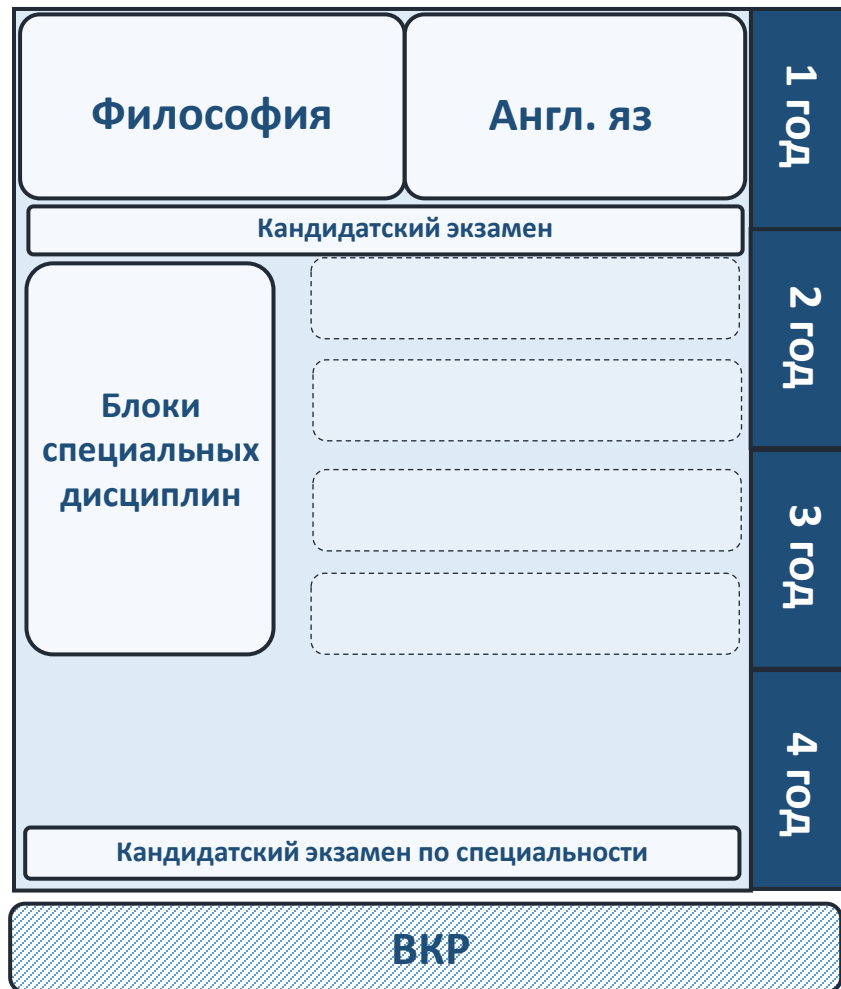 Философия
Англ. яз
1 год
Кандидатский экзамен
2 год
Блоки
специальных
дисциплин
3 год
4 год
Кандидатский экзамен по специальности
ВКР